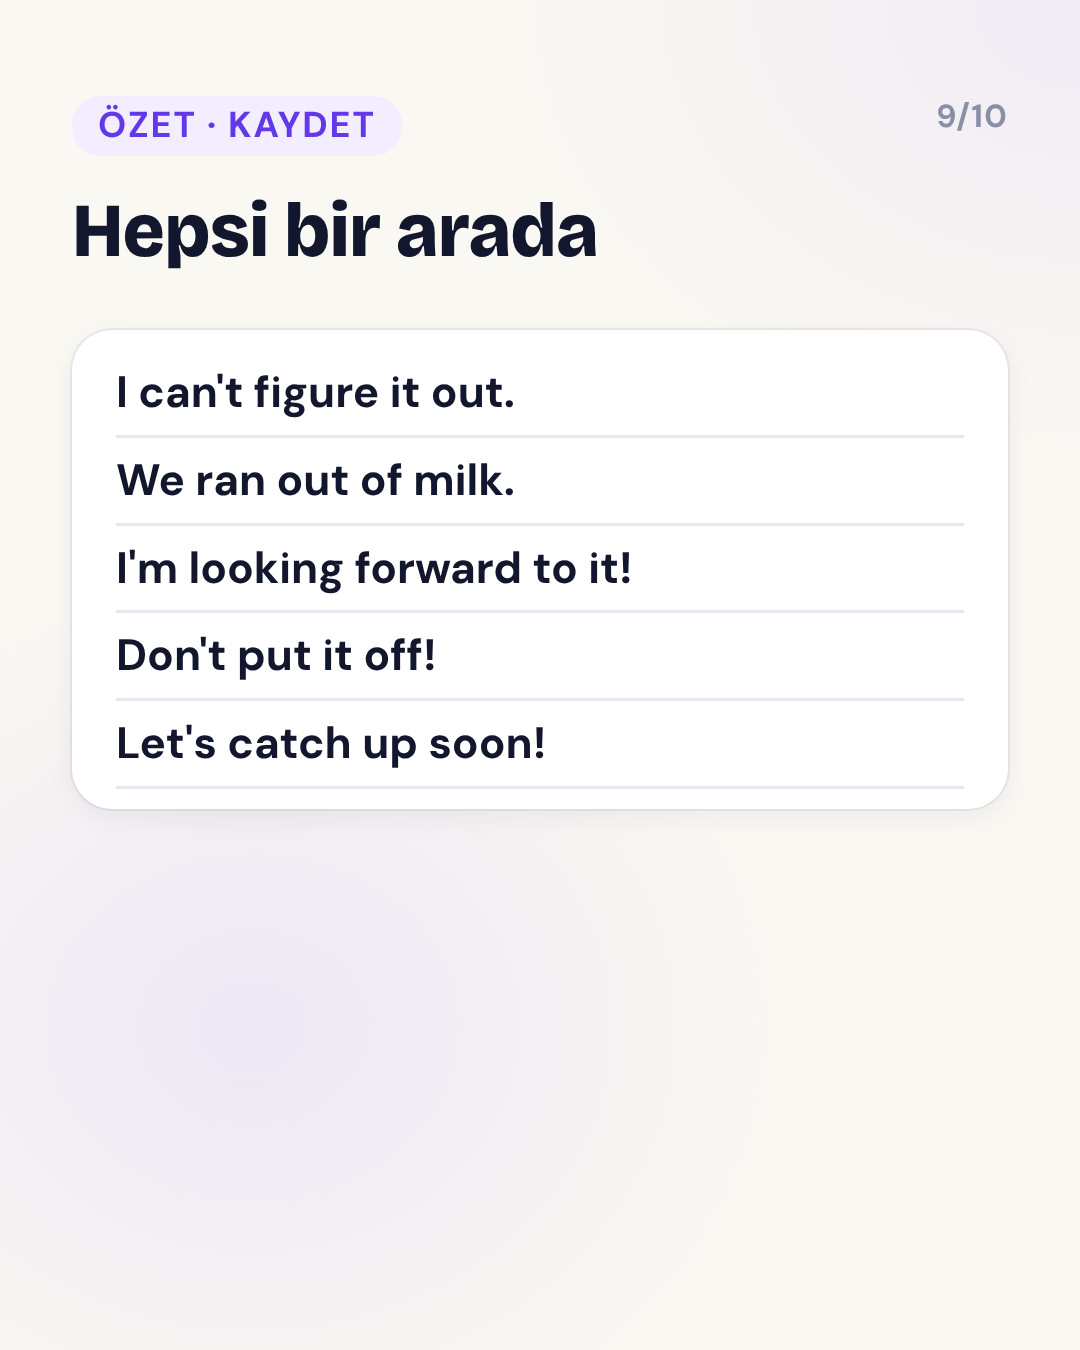 ÖZET · KAYDET
9/10
Hepsi bir arada
I can't figure it out.
We ran out of milk.
I'm looking forward to it!
Don't put it off!
Let's catch up soon!